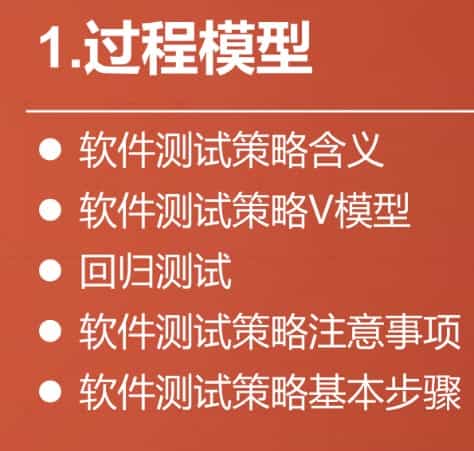 1.过程模型
● 软件测试策略含义
● 软件测试策略V模型
● 回归测试
● 软件测试策略注意事项
● 软件测试策略基本步骤